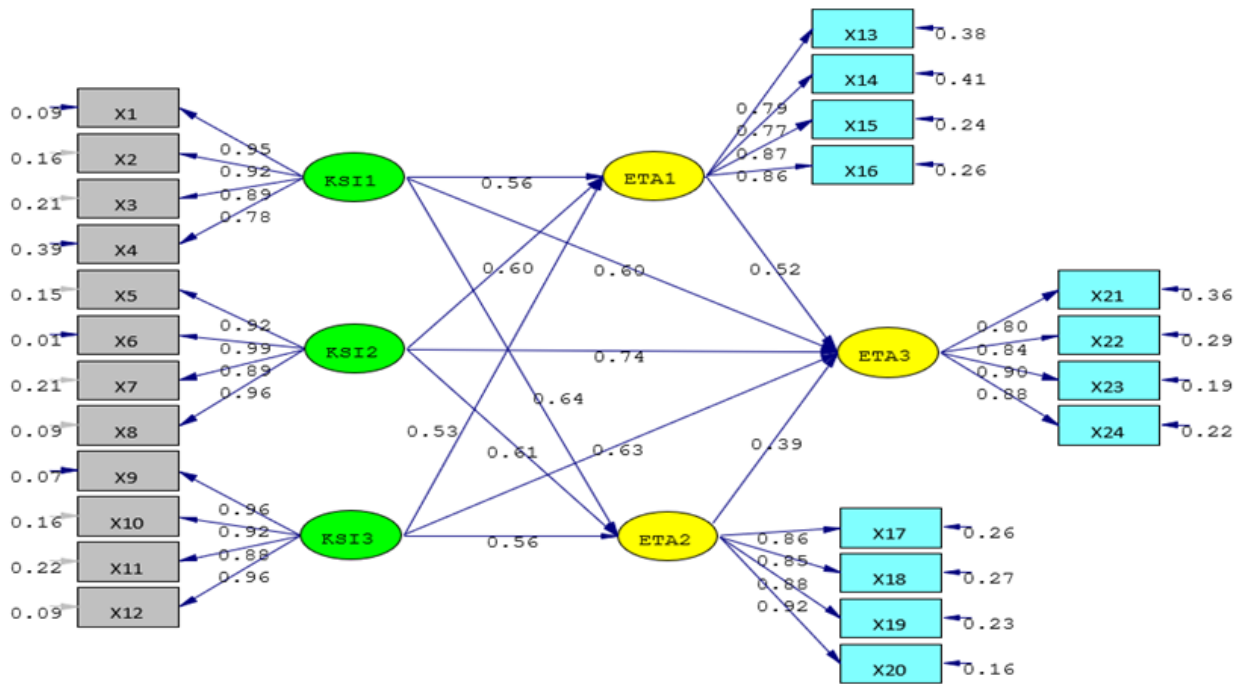 X13
0.38
X14
0.41
X15
0.24
X16
0.26
0.79
0.77
0.87
0.86
0.09
X1
0.16
X2
0.21
X3
0.39
X4
0.95
0.92
0.89
0.78
KSI1
0.15
X5
0.01
X6
0.21
X7
0.09
X8
0.92
0.99
0.89
0.96
KSI2
0.07
X9
0.16
X10
0.22
X11
0.09
X12
0.96
0.92
0.88
0.96
KSI3
0.56
ETA1
0.60
0.60
0.52
0.74
ETA3
0.64
0.53
0.61
0.63
0.39
0.56
ETA2
0.80
0.84
0.90
0.88
X21
0.36
X22
0.29
X23
0.19
X24
0.22
0.86
0.85
0.88
0.92
X17
0.26
X18
0.27
X19
0.23
X20
0.16